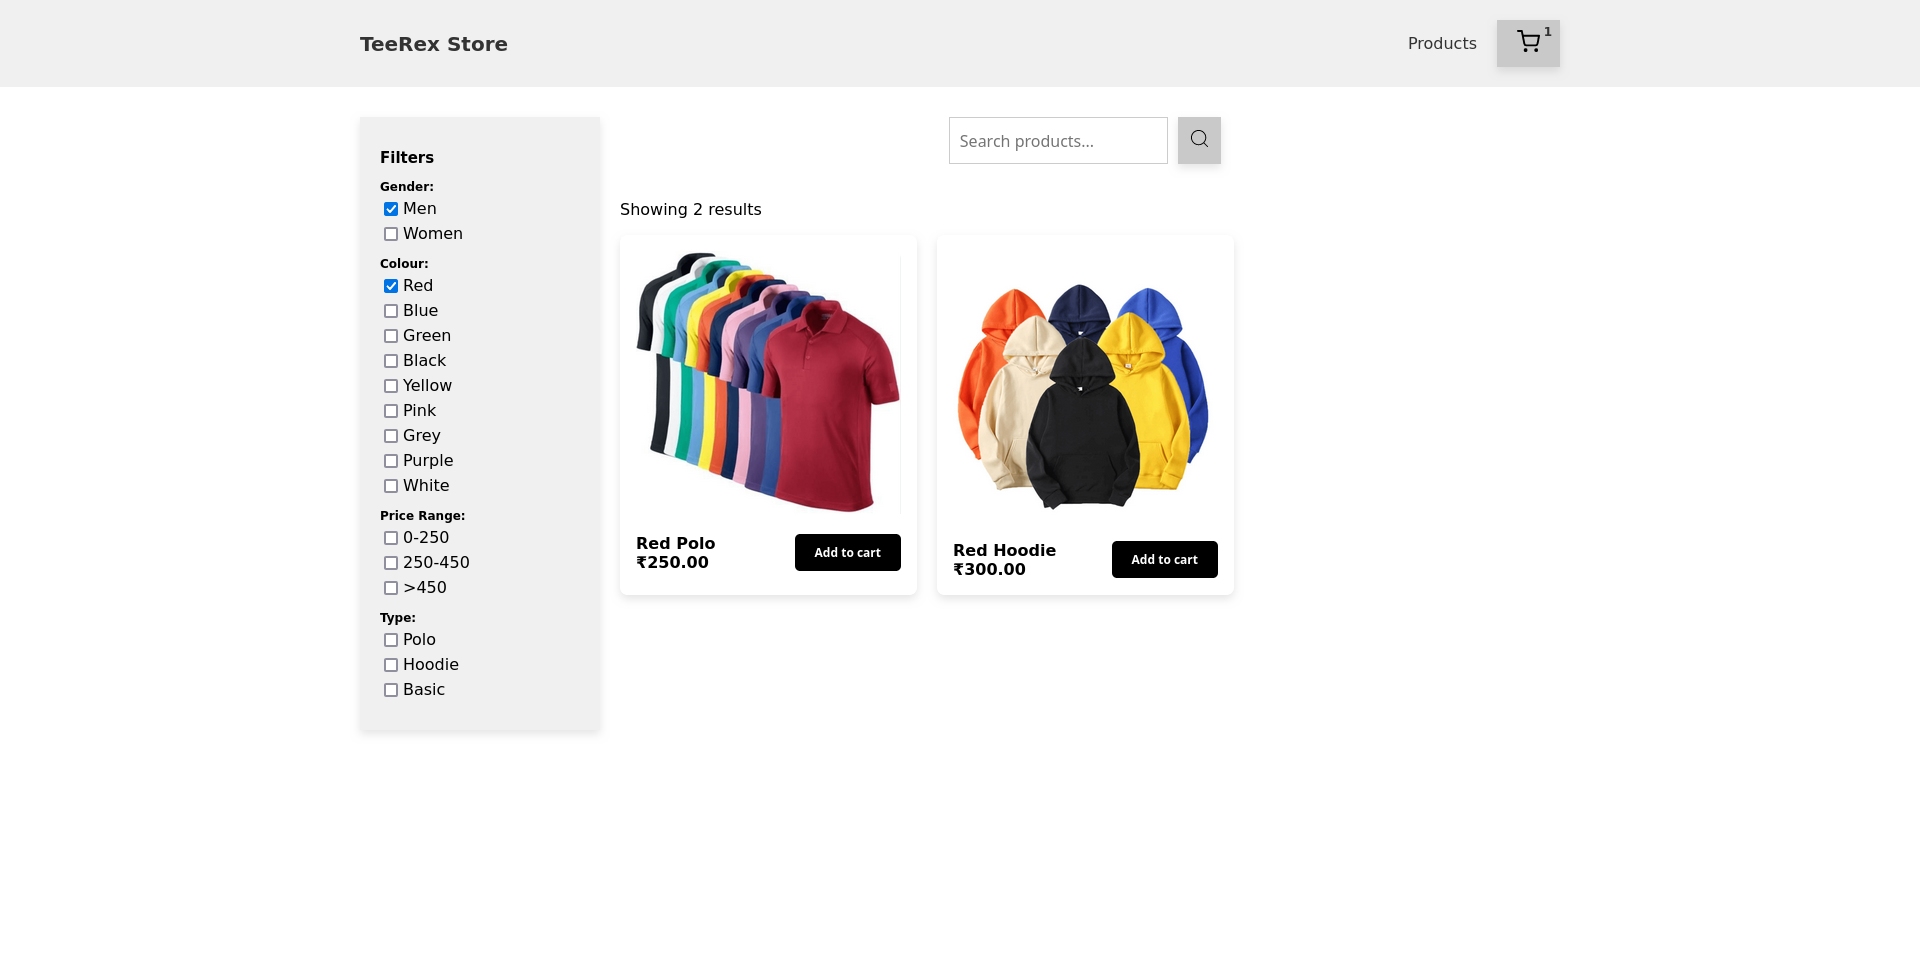 TeeRex Store
Products
1
Filters
Gender:
Men
Women
Colour:
Red
Blue
Green
Black
Yellow
Pink
Grey
Purple
White
Price Range:
0-250
250-450
>450
Type:
Polo
Hoodie
Basic
Search products...
Showing 2 results
Red Polo
₹250.00
Add to cart
Red Hoodie
₹300.00
Add to cart